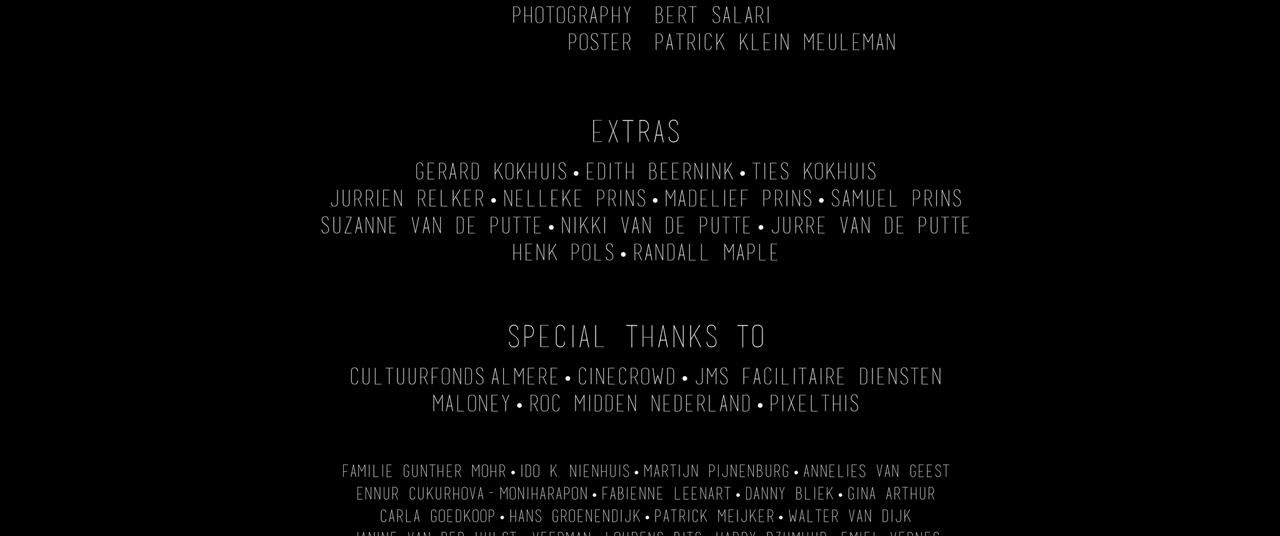 PHOTOGRAPHY BERT SALARI
POSTER PATRICK KLEIN MEULEMAN
EXTRAS
GERARD KOKHUIS • EDITH BEERNINK • TIES KOKHUIS
JURRIEN RELKER • NELLEKE PRINS • MADELIEF PRINS • SAMUEL PRINS
SUZANNE VAN DE PUTTE • NIKKI VAN DE PUTTE • JURRE VAN DE PUTTE
HENK POLS • RANDALL MAPLE
SPECIAL THANKS TO
CULTUURFONDS ALMERE • CINECROWD • JMS FACILITAIRE DIENSTEN
MALONEY • ROC MIDDEN NEDERLAND • PIXELTHIS
FAMILIE GUNTHER MOHR • IDO K. NIENHUIS • MARTIJN PIJNENBURG • ANNELIES VAN GEEST
ENNUR CUKURHOVA - MONIHARAPON • FABIENNE LEENART • DANNY BLIEK • GINA ARTHUR
CARLA GOEDKOOP • HANS GROENENDIJK • PATRICK MEIJKER • WALTER VAN DIJK